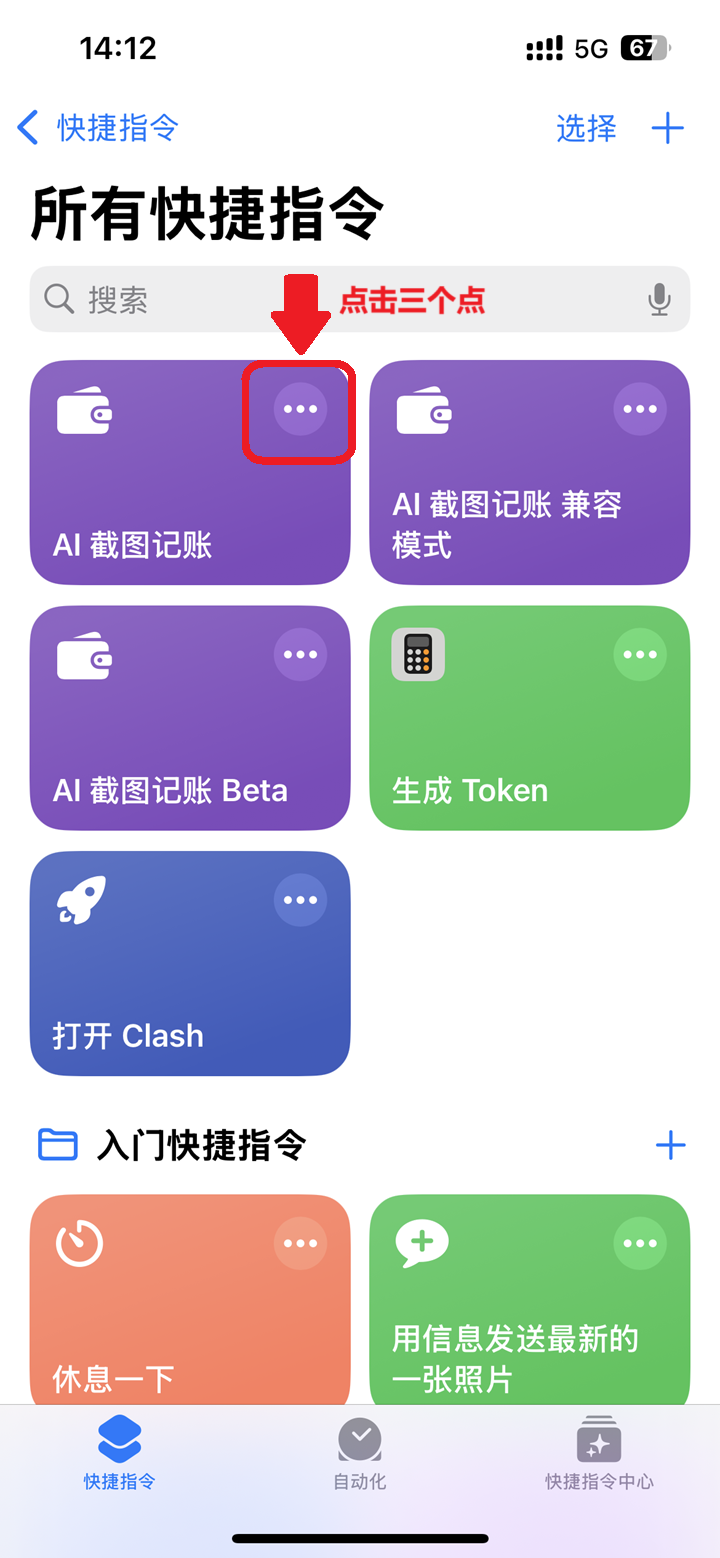 14:12
5G 67
快捷指令
选择
所有快捷指令
搜索
点击三个点
AI 截图记账
AI 截图记账 兼容
模式
AI 截图记账 Beta
生成 Token
打开 Clash
入门快捷指令
休息一下
用信息发送最新的
一张照片
快捷指令
自动化
快捷指令中心